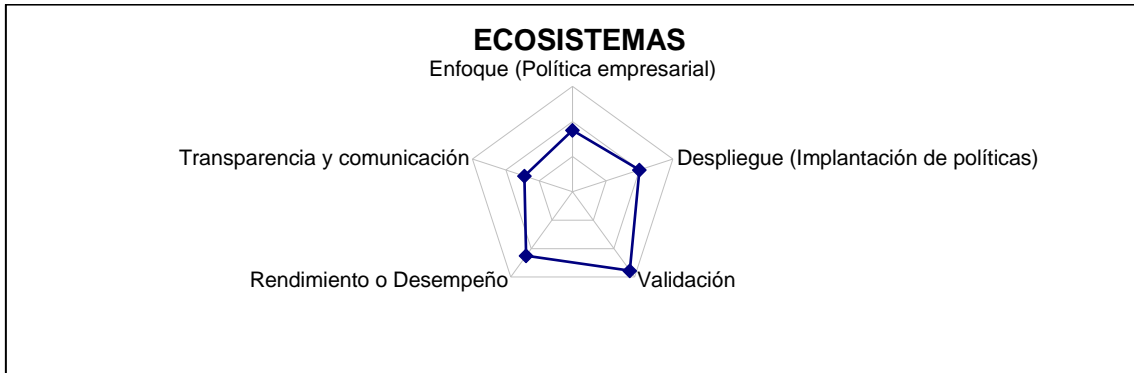 ECOSISTEMAS
Enfoque (Política empresarial)
Transparencia y comunicación
Despliegue (Implantación de políticas)
Rendimiento o Desempeño
Validación